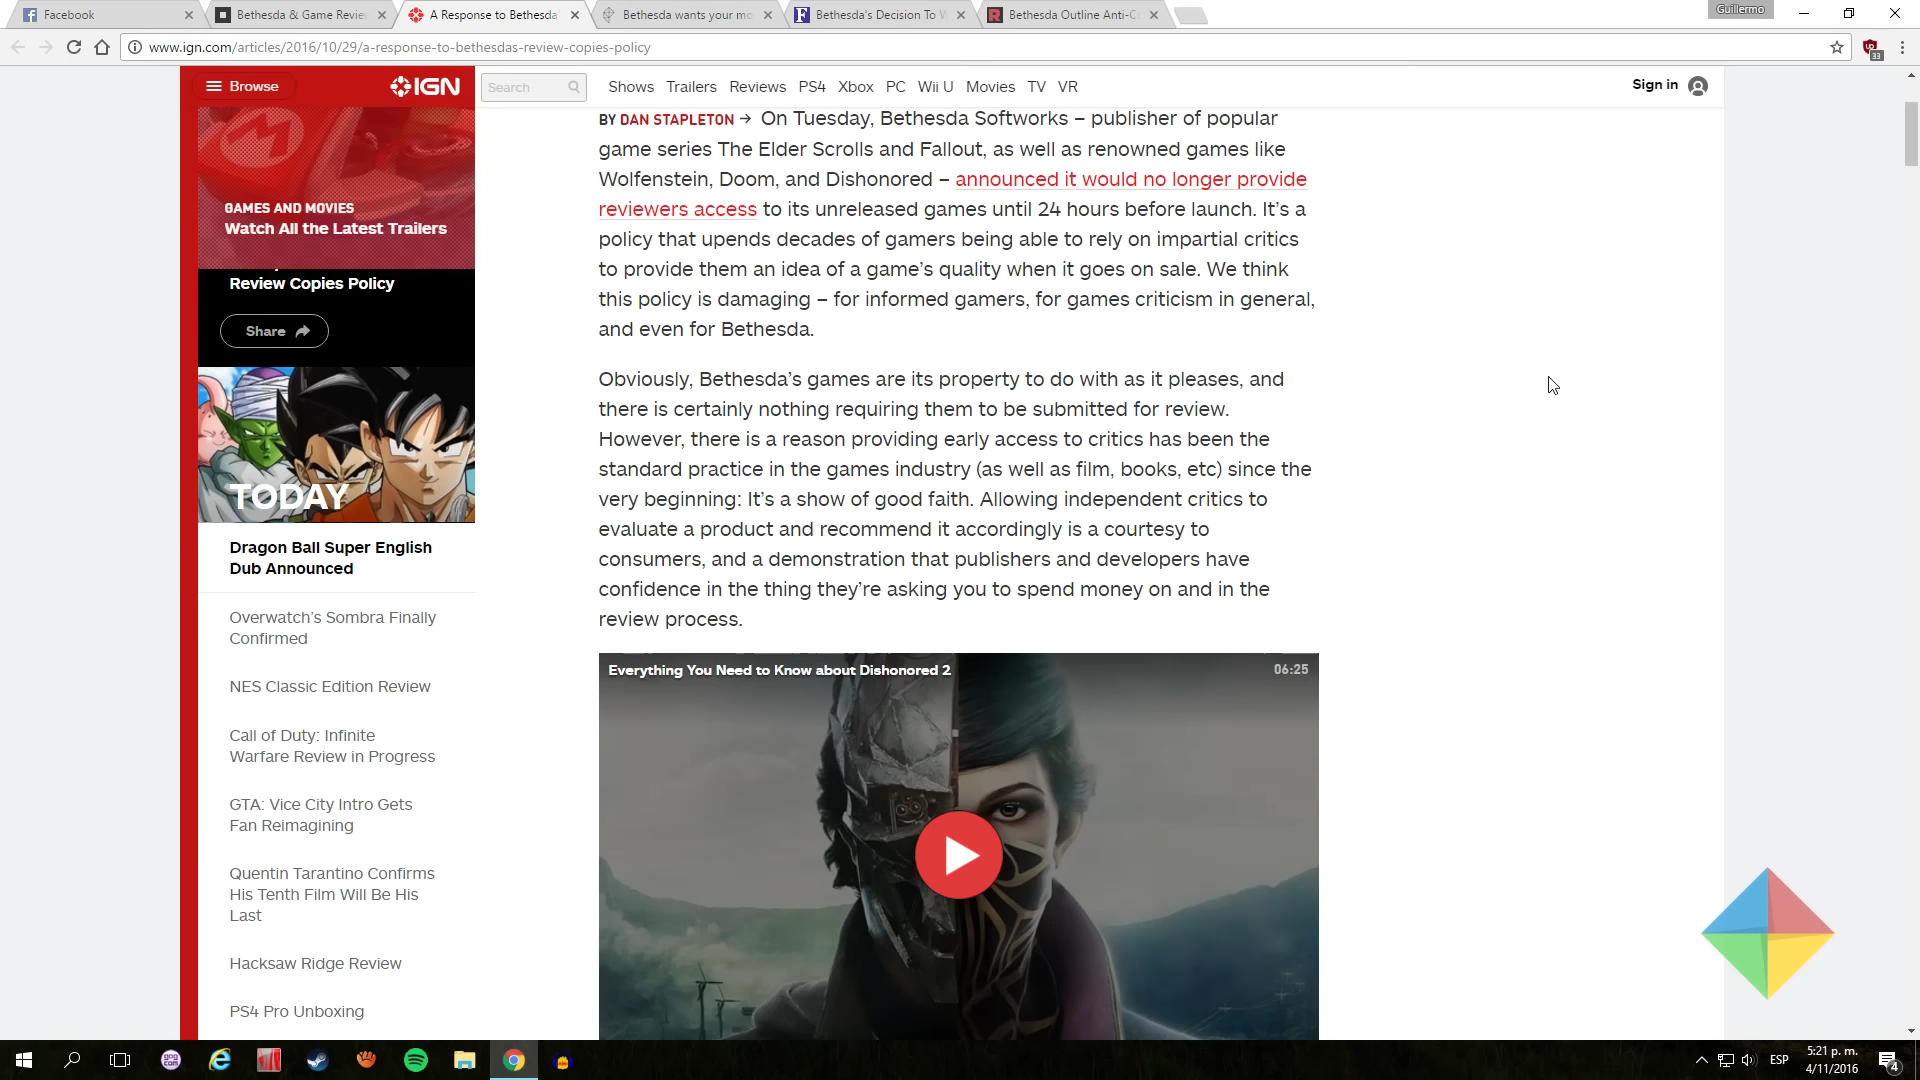 Facebook
Bethesda & Game Revie
A Response to Bethesda'
Bethesda wants your mo
Bethesda's Decision To W
Bethesda Outline Anti-C
Guillermo
www.ign.com/articles/2016/10/29/a-response-to-bethesdas-review-copies-policy
33
Browse
IGN
Search
Shows Trailers Reviews PS4 Xbox PC Wii U Movies TV VR
Sign in
GAMES AND MOVIES
Watch All the Latest Trailers
Review Copies Policy
Share
TODAY
Dragon Ball Super English
Dub Announced
Overwatch's Sombra Finally
Confirmed
NES Classic Edition Review
Call of Duty: Infinite
Warfare Review in Progress
GTA: Vice City Intro Gets
Fan Reimagining
Quentin Tarantino Confirms
His Tenth Film Will Be His
Last
Hacksaw Ridge Review
PS4 Pro Unboxing
BY DAN STAPLETON → On Tuesday, Bethesda Softworks – publisher of popular
game series The Elder Scrolls and Fallout, as well as renowned games like
Wolfenstein, Doom, and Dishonored – announced it would no longer provide
reviewers access to its unreleased games until 24 hours before launch. It's a
policy that upends decades of gamers being able to rely on impartial critics
to provide them an idea of a game's quality when it goes on sale. We think
this policy is damaging – for informed gamers, for games criticism in general,
and even for Bethesda.
Obviously, Bethesda's games are its property to do with as it pleases, and
there is certainly nothing requiring them to be submitted for review.
However, there is a reason providing early access to critics has been the
standard practice in the games industry (as well as film, books, etc) since the
very beginning: It's a show of good faith. Allowing independent critics to
evaluate a product and recommend it accordingly is a courtesy to
consumers, and a demonstration that publishers and developers have
confidence in the thing they're asking you to spend money on and in the
review process.
Everything You Need to Know about Dishonored 2
06:25
ESP
5:21 p. m.
4/11/2016
4